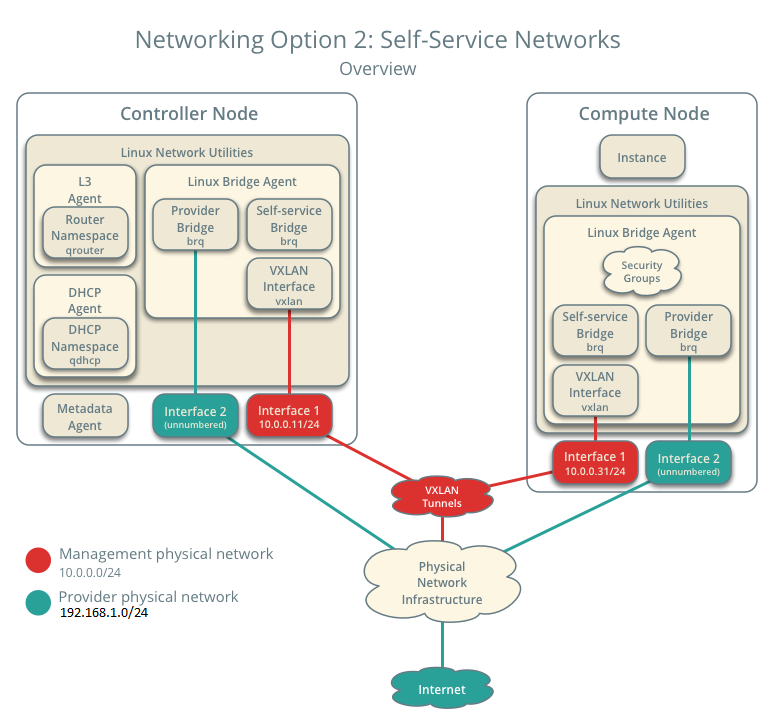 Networking Option 2: Self-Service Networks
Overview
Controller Node
Linux Network Utilities
L3
Agent
Router
Namespace
qrouter
DHCP
Agent
DHCP
Namespace
qdhcp
Linux Bridge Agent
Provider
Bridge
brq
Self-service
Bridge
brq
VXLAN
Interface
vxlan
Metadata
Agent
Interface 2
(unnumbered)
Interface 1
10.0.0.11/24
Compute Node
Instance
Linux Network Utilities
Linux Bridge Agent
Security
Groups
Self-service
Bridge
brq
Provider
Bridge
brq
VXLAN
Interface
vxlan
Interface 1
10.0.0.31/24
Interface 2
(unnumbered)
VXLAN
Tunnels
Physical
Network
Infrastructure
Internet
Management physical network
10.0.0.0/24
Provider physical network
192.168.1.0/24